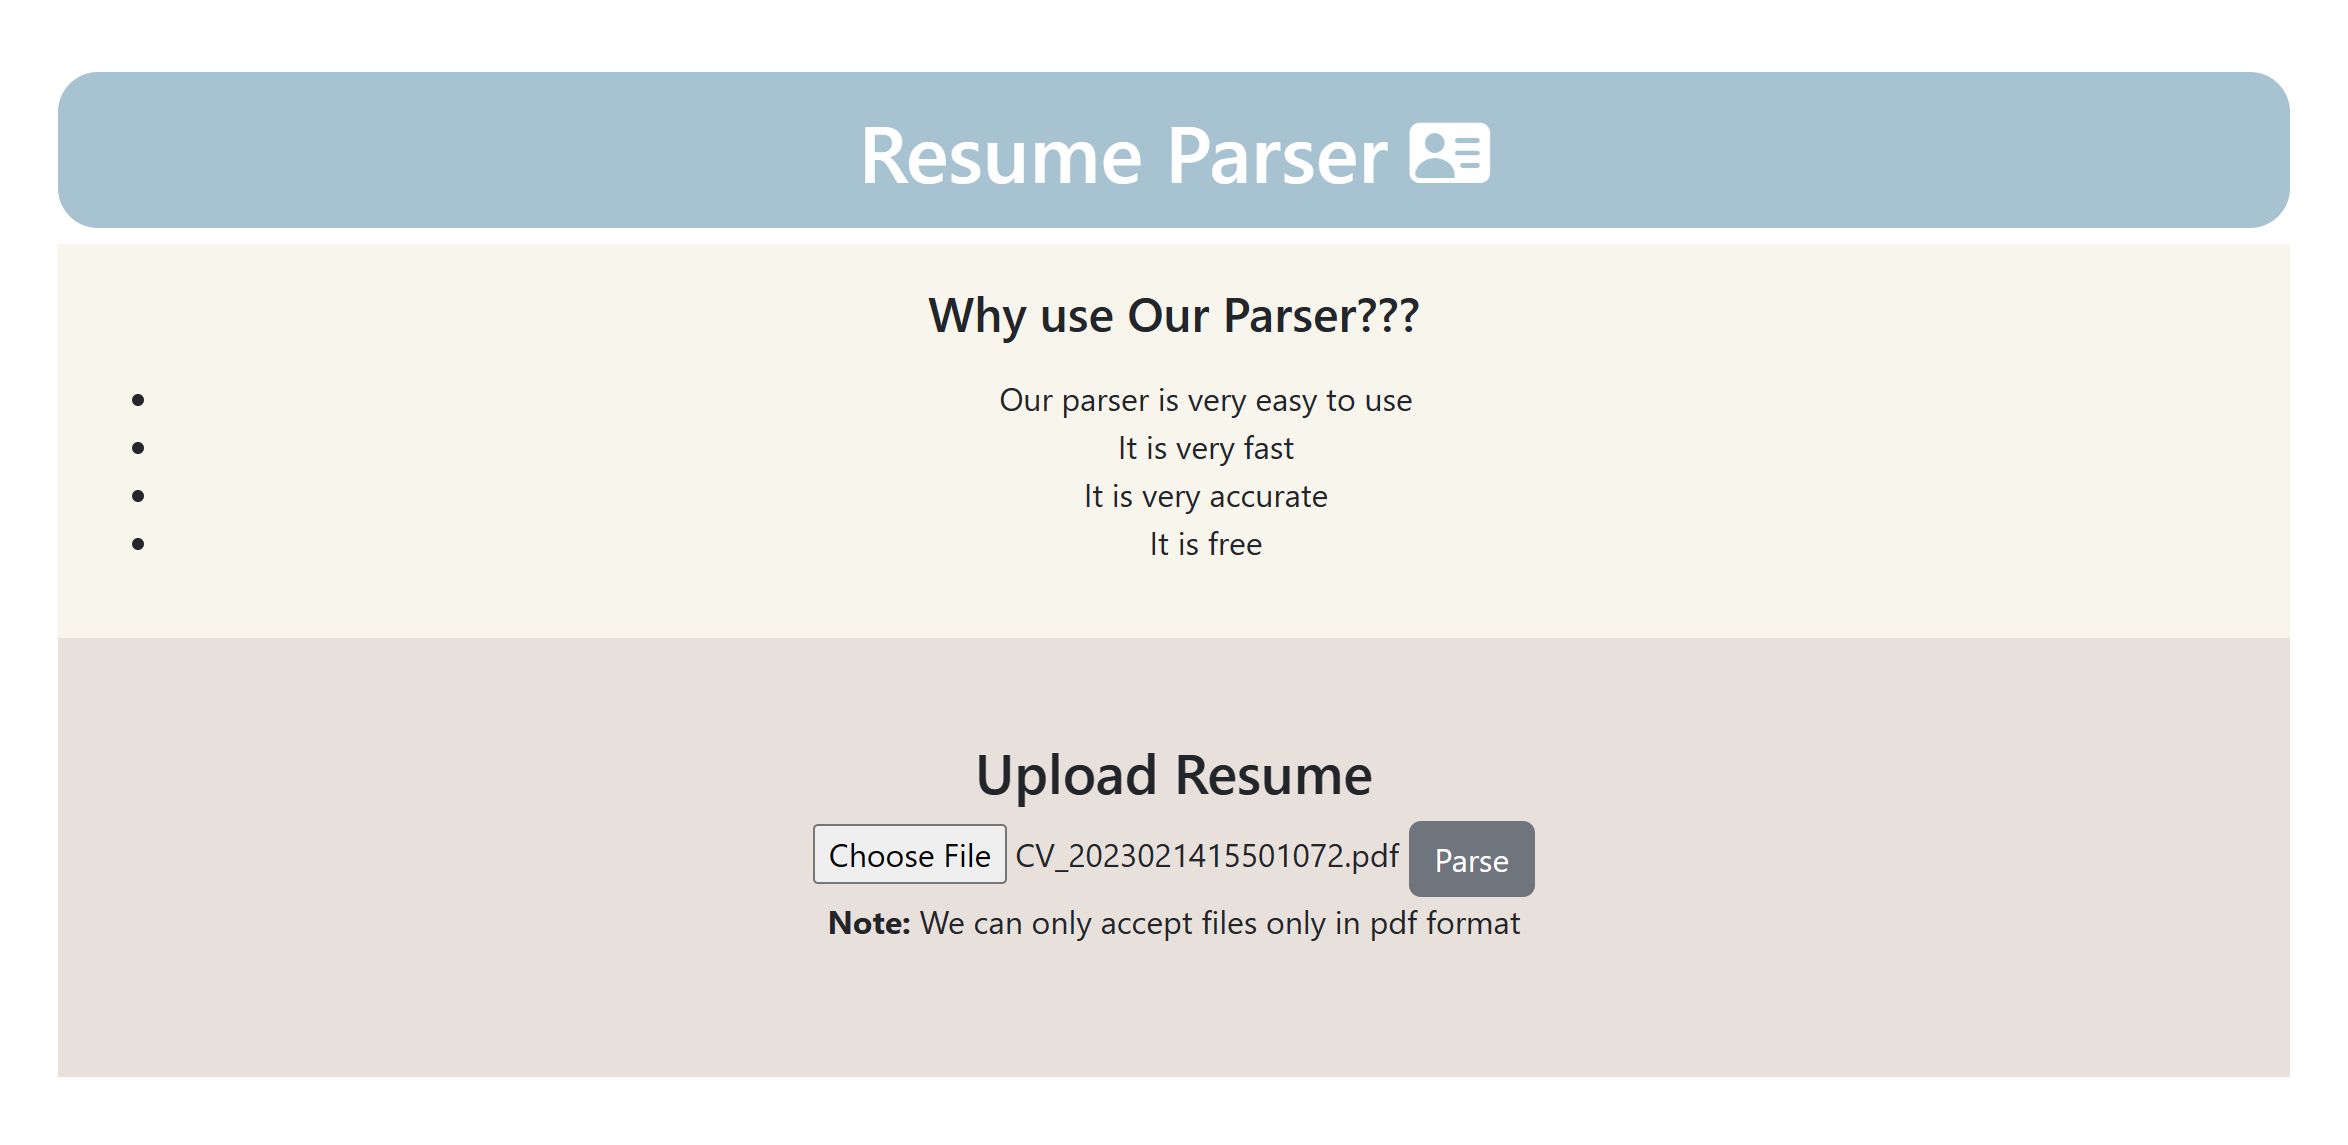 Resume Parser
Why use Our Parser???
Our parser is very easy to use
It is very fast
It is very accurate
It is free
Upload Resume
Choose File CV_2023021415501072.pdf Parse
Note: We can only accept files only in pdf format